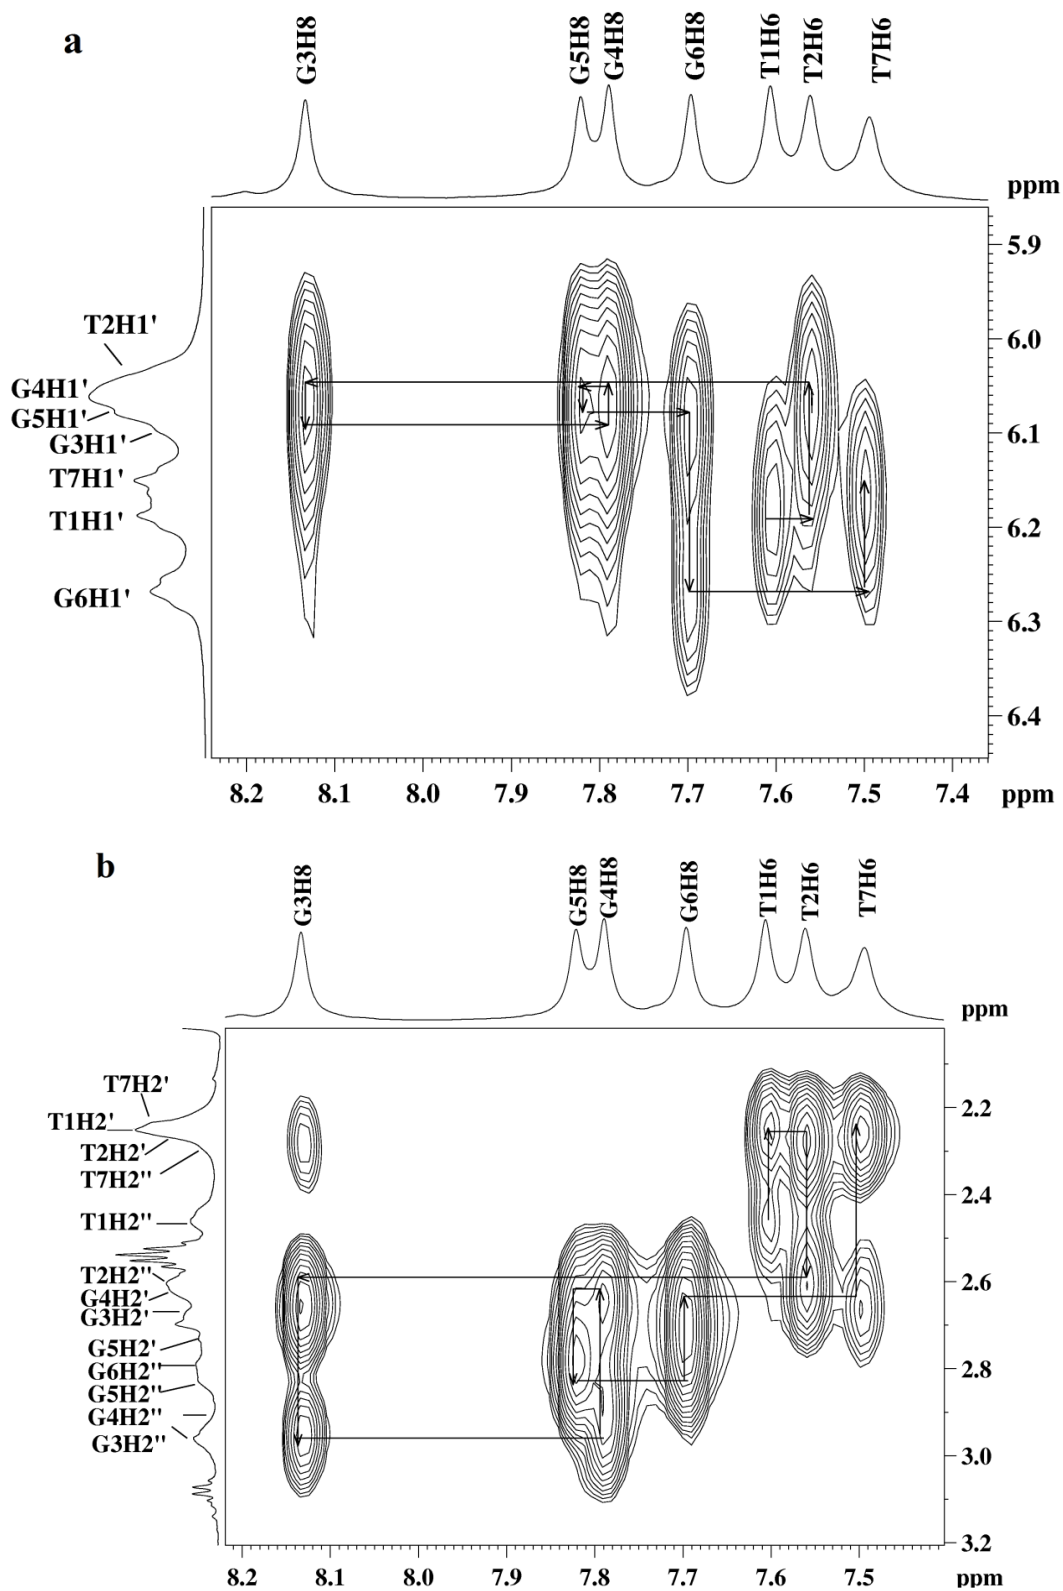 a
G3H8
G5H8
G4H8
G6H8
T1H6
T2H6
T7H6
ppm
5.9
6.0
6.1
6.2
6.3
6.4
T2H1'
G4H1'
G5H1'
G3H1'
T7H1'
T1H1'
G6H1'
8.2 8.1 8.0 7.9 7.8 7.7 7.6 7.5 7.4 ppm
b
G3H8
G5H8
G4H8
G6H8
T1H6
T2H6
T7H6
ppm
2.2
2.4
2.6
2.8
3.0
3.2
T7H2'
T1H2'
T2H2'
T7H2''
T1H2''
T2H2''
G4H2'
G3H2'
G5H2'
G6H2''
G5H2''
G4H2''
G3H2''
8.2 8.1 8.0 7.9 7.8 7.7 7.6 7.5 ppm